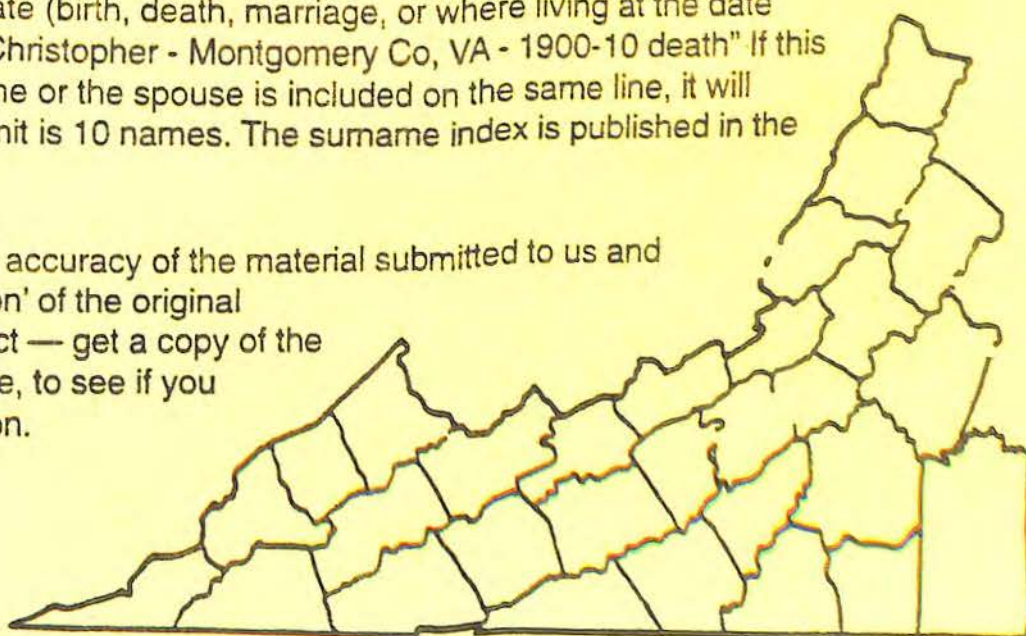 ate (birth, death, marriage, or where living at the date
Christopher - Montgomery Co, VA - 1900-10 death" If this
ne or the spouse is included on the same line, it will
nit is 10 names. The surname index is published in the
accuracy of the material submitted to us and
on' of the original
ct — get a copy of the
e, to see if you
on.